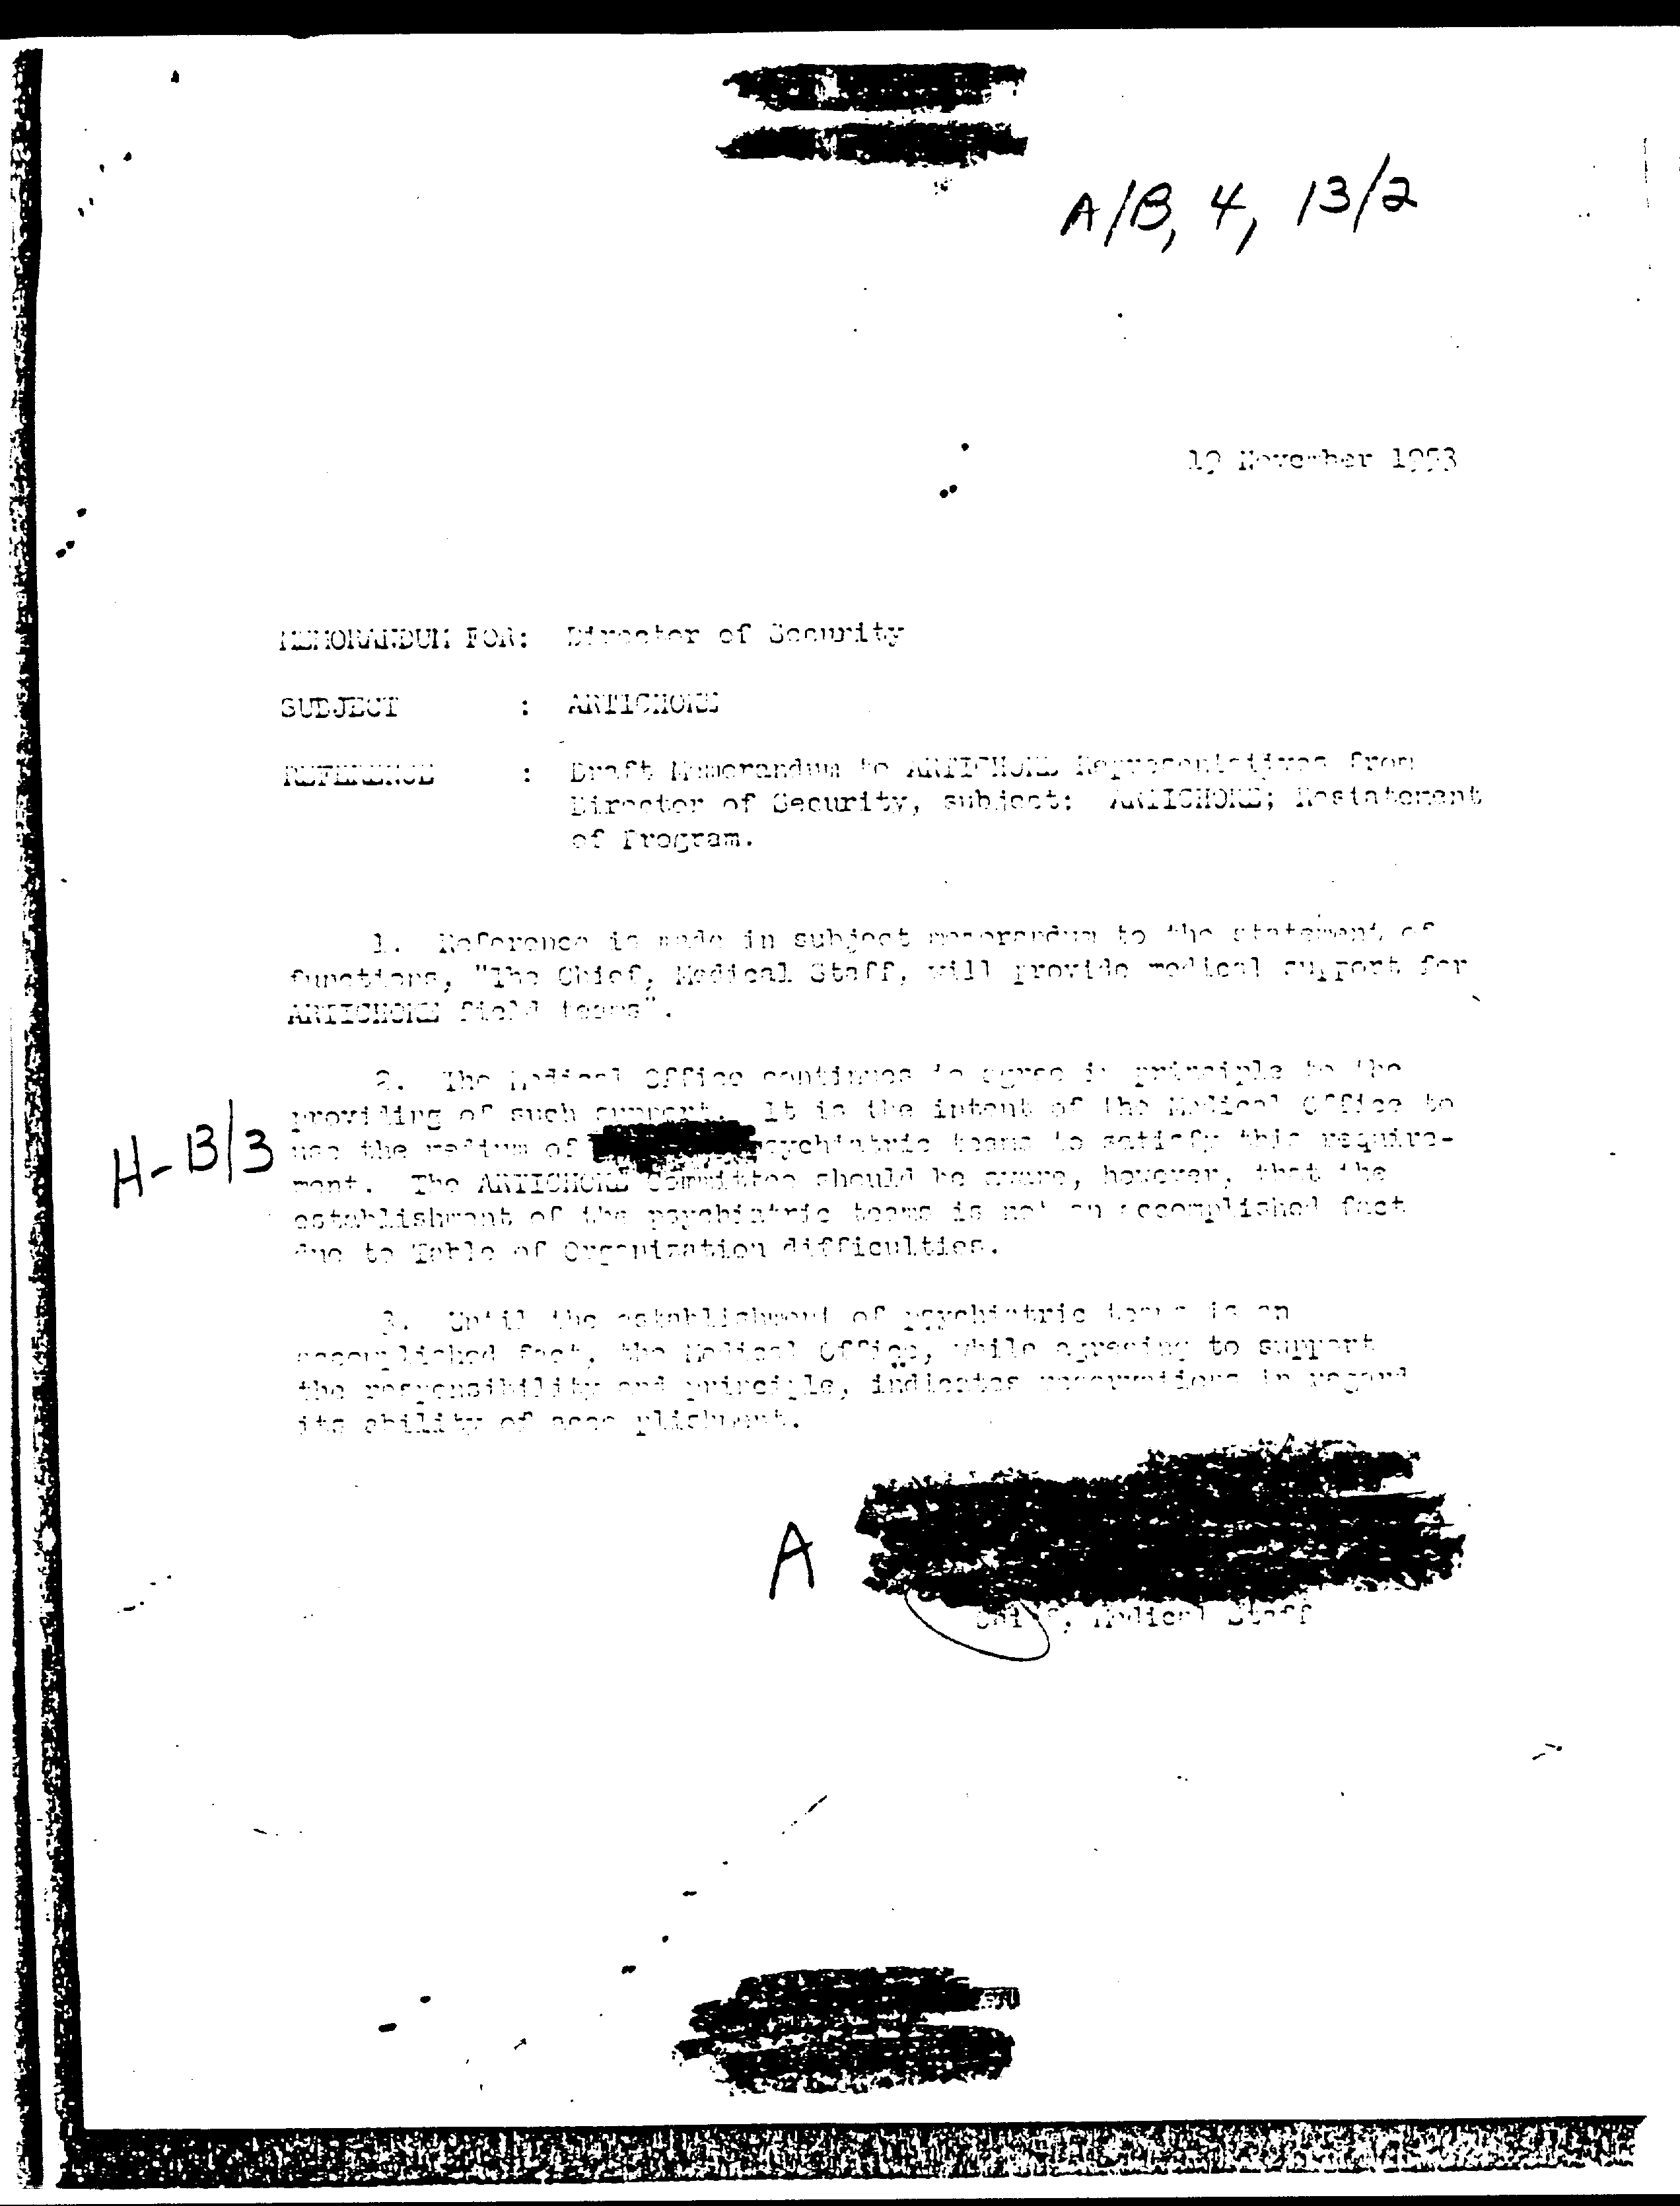 A/B, 4, 13/2
19 November 1953
MEMORANDUM FOR: Director of Security
SUBJECT : ARTICHOKE
REFERENCE : Draft Memorandum to ARTICHOKE Representatives from
Director of Security, subject: ARTICHOKE; Restatement
of Program.
1. Reference is made in subject memorandum to the statement of
functions, "The Chief, Medical Staff, will provide medical support for
ARTICHOKE field teams".
2. The Medical Office continues to agree in principle to the
providing of such support. It is the intent of the Medical Office to
H-B/3
use the medium of psychiatric teams to satisfy this require-
ment. The ARTICHOKE Committee should be aware, however, that the
establishment of the psychiatric teams is not an accomplished fact
due to Table of Organization difficulties.
3. Until the establishment of psychiatric teams is an
accomplished fact, the Medical Office, while agreeing to support
the responsibility and principle, indicates reservations in regard
its ability of accomplishment.
A
Chief, Medical Staff